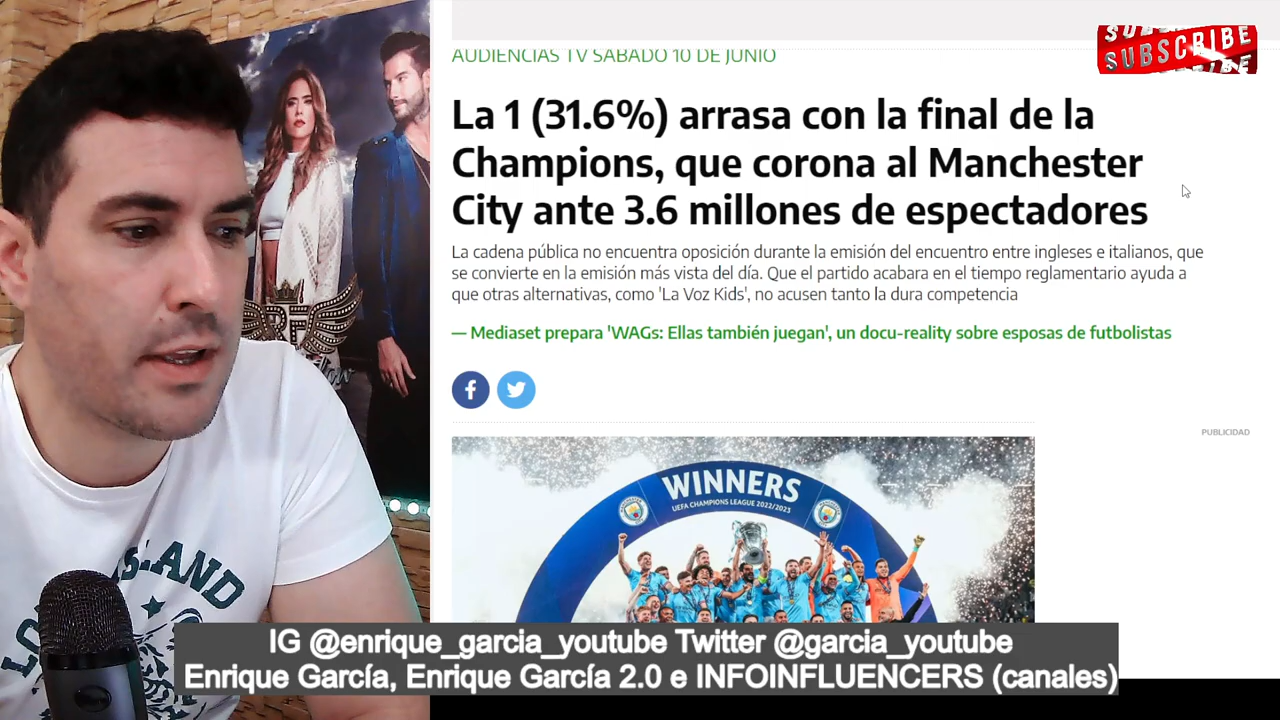 SUBSCRIBE
AUDIENCIAS TV SÁBADO 10 DE JUNIO
La 1 (31.6%) arrasa con la final de la
Champions, que corona al Manchester
City ante 3.6 millones de espectadores
La cadena pública no encuentra oposición durante la emisión del encuentro entre ingleses e italianos, que
se convierte en la emisión más vista del día. Que el partido acabara en el tiempo reglamentario ayuda a
que otras alternativas, como 'La Voz Kids', no acusen tanto la dura competencia
— Mediaset prepara 'WAGs: Ellas también juegan', un docu-reality sobre esposas de futbolistas
PUBLICIDAD
WINNERS
UEFA CHAMPIONS LEAGUE 2022/2023
IG @enrique_garcia_youtube Twitter @garcia_youtube
Enrique García, Enrique García 2.0 e INFOINFLUENCERS (canales)